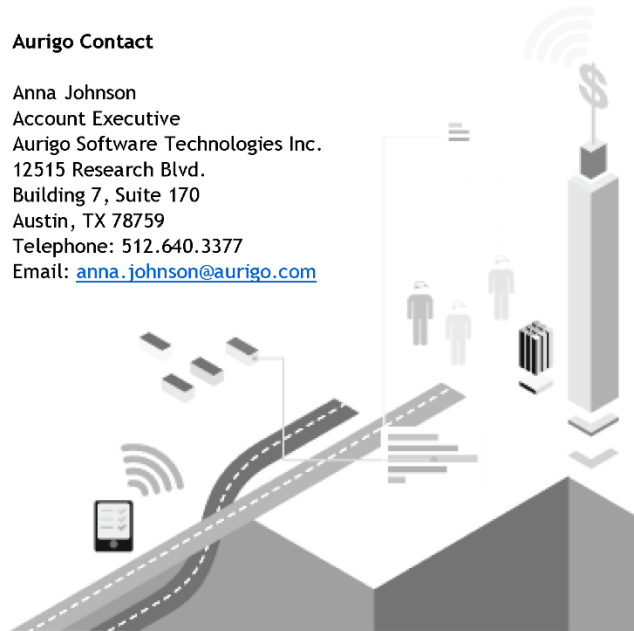 Aurigo Contact
Anna Johnson
Account Executive
Aurigo Software Technologies Inc.
12515 Research Blvd.
Building 7, Suite 170
Austin, TX 78759
Telephone: 512.640.3377
Email: anna.johnson@aurigo.com
$